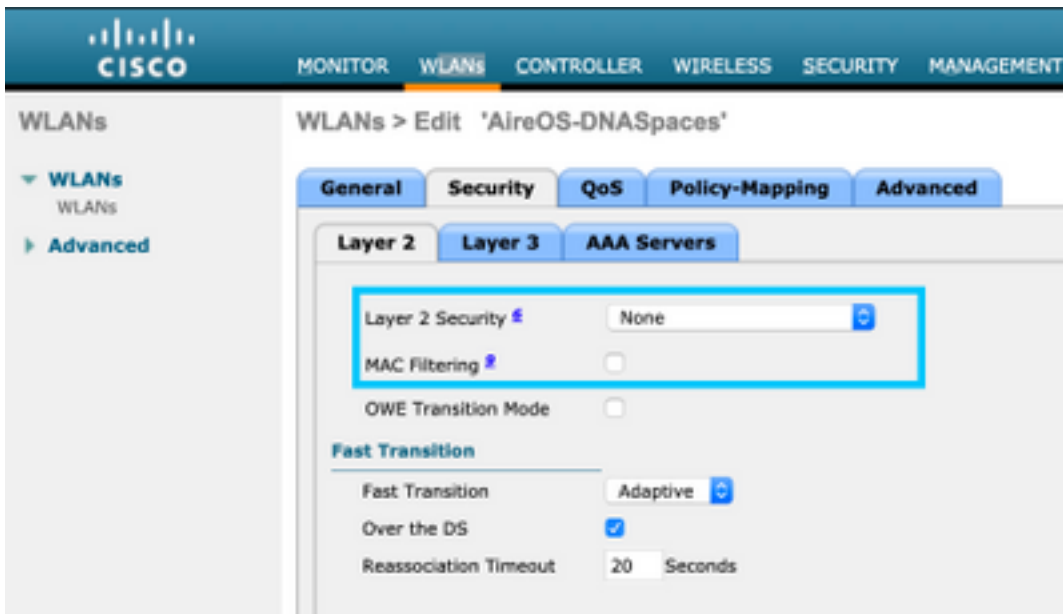 CISCO
MONITOR WLANs CONTROLLER WIRELESS SECURITY MANAGEMENT
WLANs
WLANs > Edit 'AireOS-DNASpaces'
WLANs
WLANs
Advanced
General Security QoS Policy-Mapping Advanced
Layer 2 Layer 3 AAA Servers
Layer 2 Security None
MAC Filtering
OWE Transition Mode
Fast Transition
Fast Transition Adaptive
Over the DS
Reassociation Timeout 20 Seconds